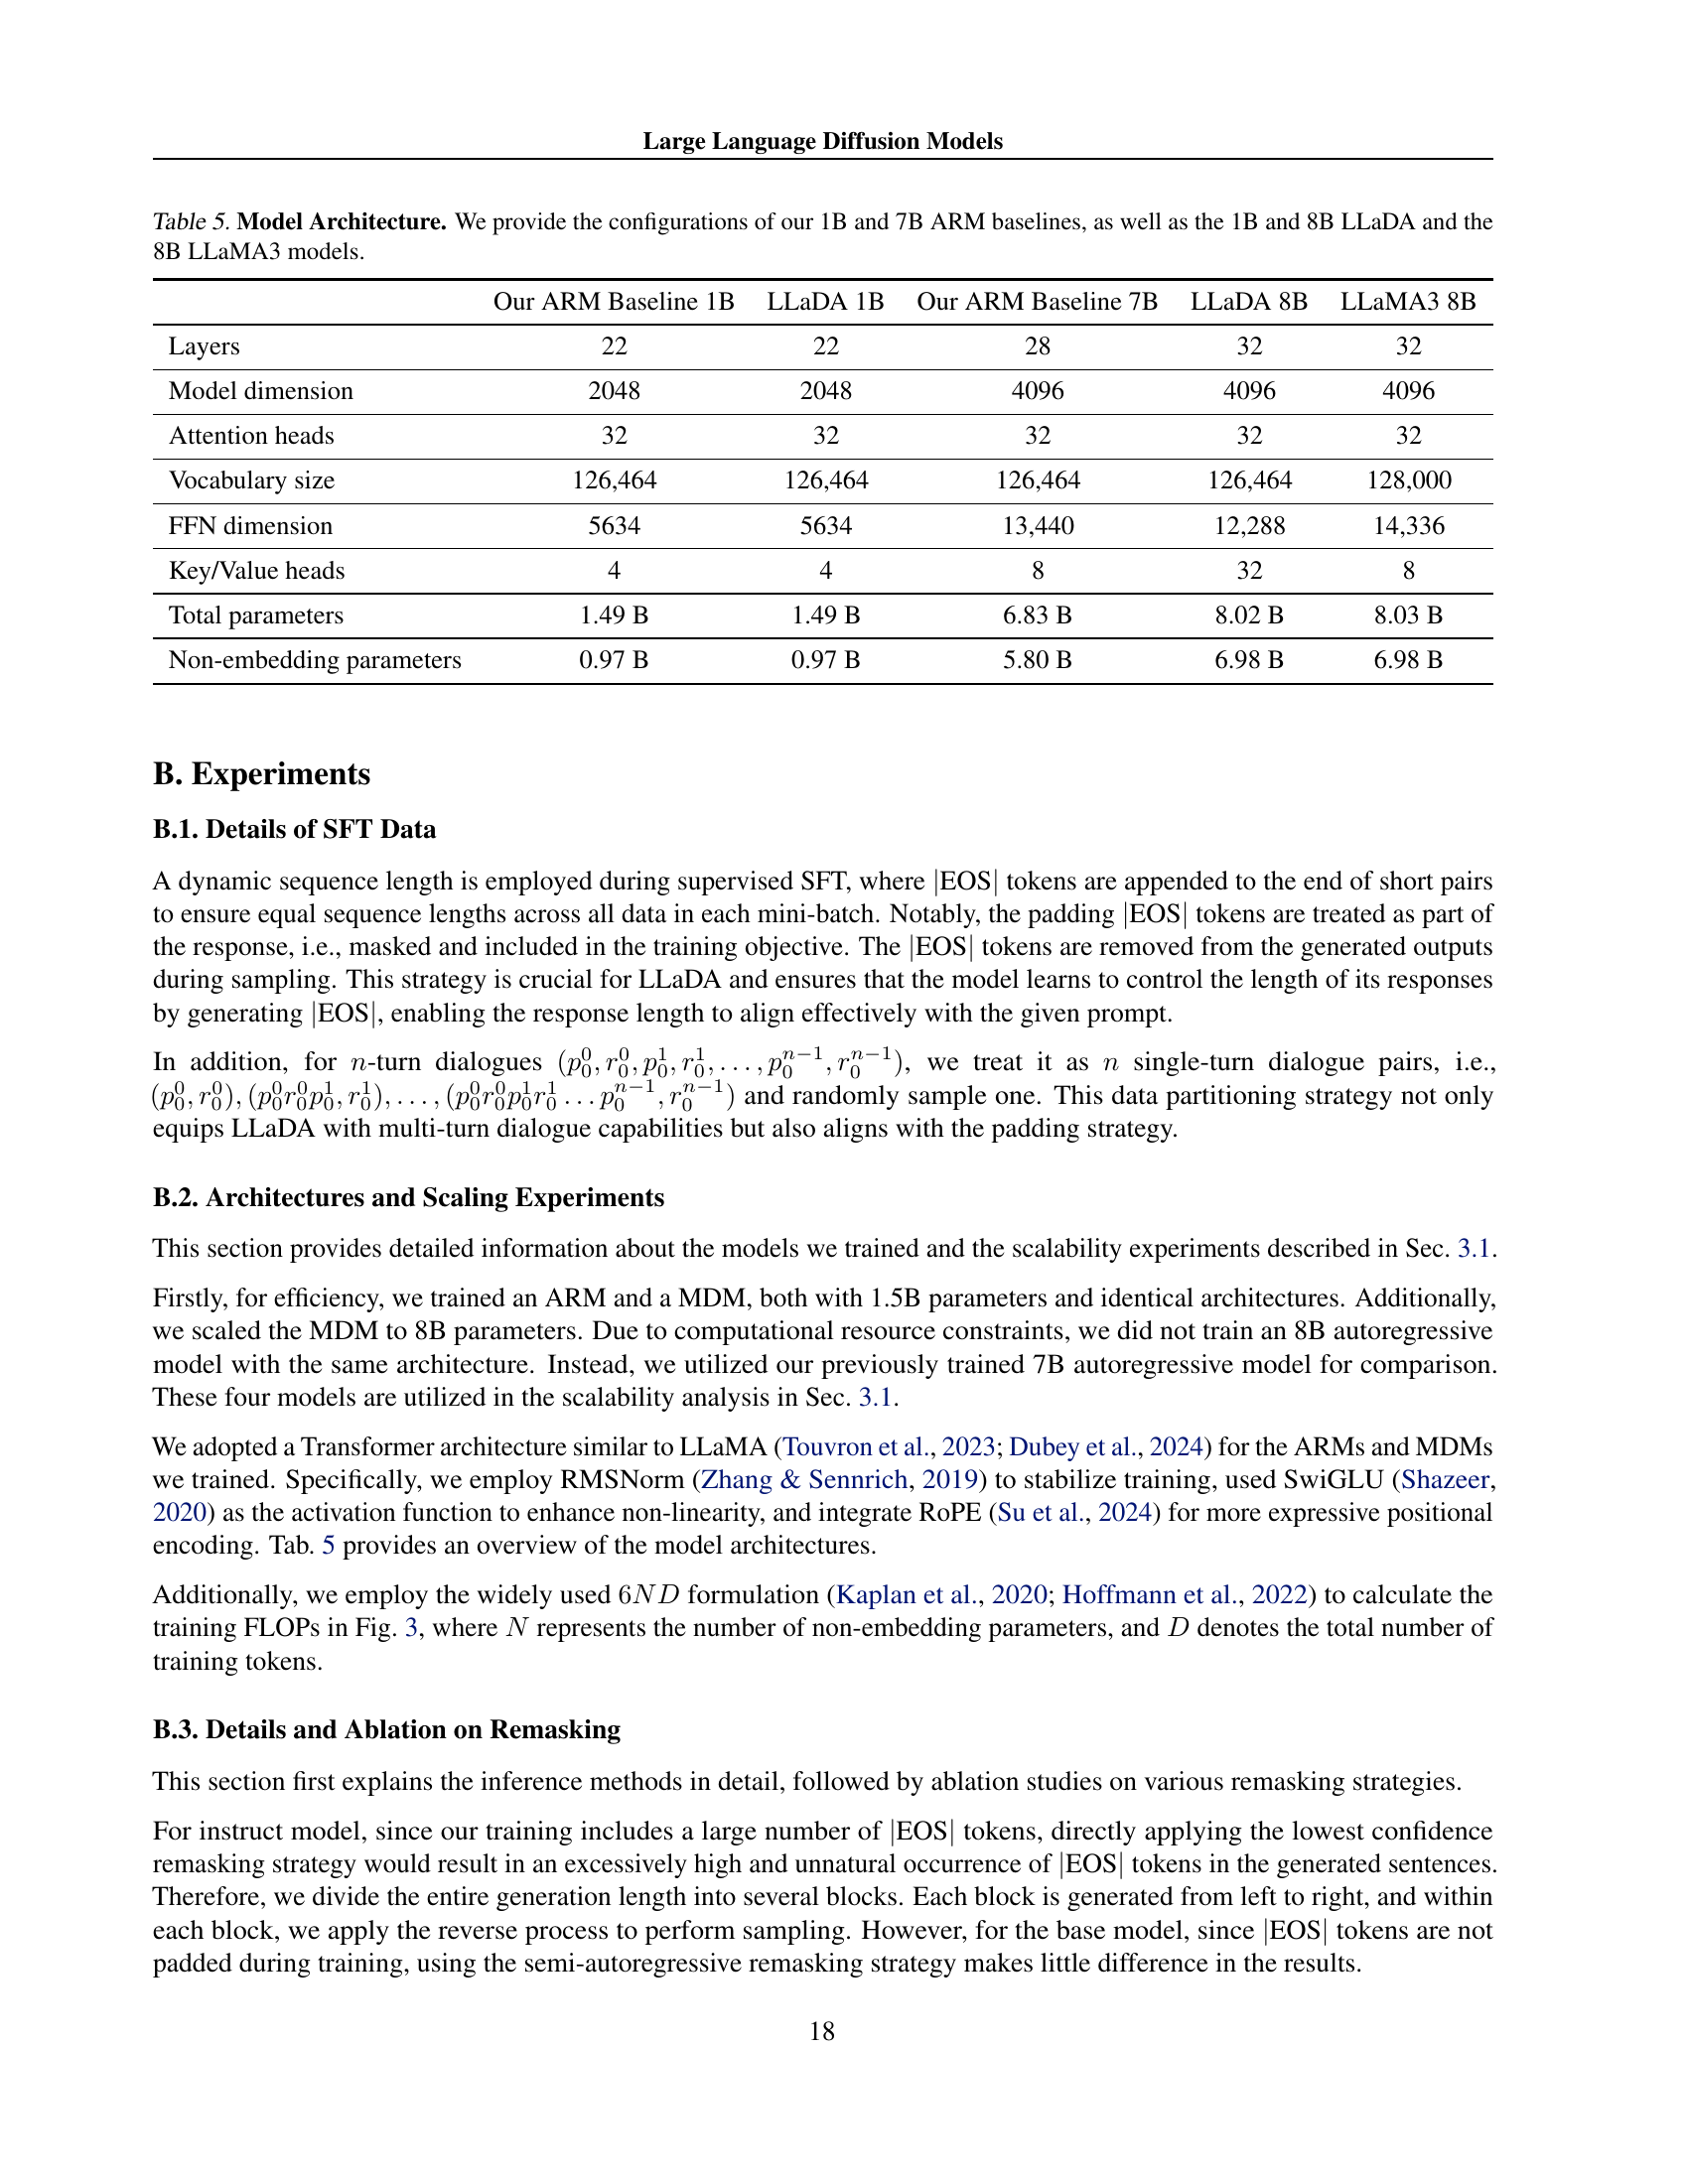 Large Language Diffusion Models
Table 5. Model Architecture. We provide the configurations of our 1B and 7B ARM baselines, as well as the 1B and 8B LLaDA and the
8B LLaMA3 models.
Our ARM Baseline 1B LLaDA 1B Our ARM Baseline 7B LLaDA 8B LLaMA3 8B
Layers 22 22 28 32 32
Model dimension 2048 2048 4096 4096 4096
Attention heads 32 32 32 32 32
Vocabulary size 126,464 126,464 126,464 126,464 128,000
FFN dimension 5634 5634 13,440 12,288 14,336
Key/Value heads 4 4 8 32 8
Total parameters 1.49 B 1.49 B 6.83 B 8.02 B 8.03 B
Non-embedding parameters 0.97 B 0.97 B 5.80 B 6.98 B 6.98 B
B. Experiments
B.1. Details of SFT Data
A dynamic sequence length is employed during supervised SFT, where |EOS| tokens are appended to the end of short pairs
to ensure equal sequence lengths across all data in each mini-batch. Notably, the padding |EOS| tokens are treated as part of
the response, i.e., masked and included in the training objective. The |EOS| tokens are removed from the generated outputs
during sampling. This strategy is crucial for LLaDA and ensures that the model learns to control the length of its responses
by generating |EOS|, enabling the response length to align effectively with the given prompt.
In addition, for $n$-turn dialogues $(p_0^0, r_0^0, p_0^1, r_0^1, \ldots, p_0^{n-1}, r_0^{n-1})$, we treat it as $n$ single-turn dialogue pairs, i.e.,
$(p_0^0, r_0^0), (p_0^0 r_0^0 p_0^1, r_0^1), \ldots, (p_0^0 r_0^0 p_0^1 r_0^1 \ldots p_0^{n-1}, r_0^{n-1})$ and randomly sample one. This data partitioning strategy not only
equips LLaDA with multi-turn dialogue capabilities but also aligns with the padding strategy.
B.2. Architectures and Scaling Experiments
This section provides detailed information about the models we trained and the scalability experiments described in Sec. 3.1.
Firstly, for efficiency, we trained an ARM and a MDM, both with 1.5B parameters and identical architectures. Additionally,
we scaled the MDM to 8B parameters. Due to computational resource constraints, we did not train an 8B autoregressive
model with the same architecture. Instead, we utilized our previously trained 7B autoregressive model for comparison.
These four models are utilized in the scalability analysis in Sec. 3.1.
We adopted a Transformer architecture similar to LLaMA (Touvron et al., 2023; Dubey et al., 2024) for the ARMs and MDMs
we trained. Specifically, we employ RMSNorm (Zhang & Sennrich, 2019) to stabilize training, used SwiGLU (Shazeer,
2020) as the activation function to enhance non-linearity, and integrate RoPE (Su et al., 2024) for more expressive positional
encoding. Tab. 5 provides an overview of the model architectures.
Additionally, we employ the widely used $6ND$ formulation (Kaplan et al., 2020; Hoffmann et al., 2022) to calculate the
training FLOPs in Fig. 3, where $N$ represents the number of non-embedding parameters, and $D$ denotes the total number of
training tokens.
B.3. Details and Ablation on Remasking
This section first explains the inference methods in detail, followed by ablation studies on various remasking strategies.
For instruct model, since our training includes a large number of |EOS| tokens, directly applying the lowest confidence
remasking strategy would result in an excessively high and unnatural occurrence of |EOS| tokens in the generated sentences.
Therefore, we divide the entire generation length into several blocks. Each block is generated from left to right, and within
each block, we apply the reverse process to perform sampling. However, for the base model, since |EOS| tokens are not
padded during training, using the semi-autoregressive remasking strategy makes little difference in the results.
18